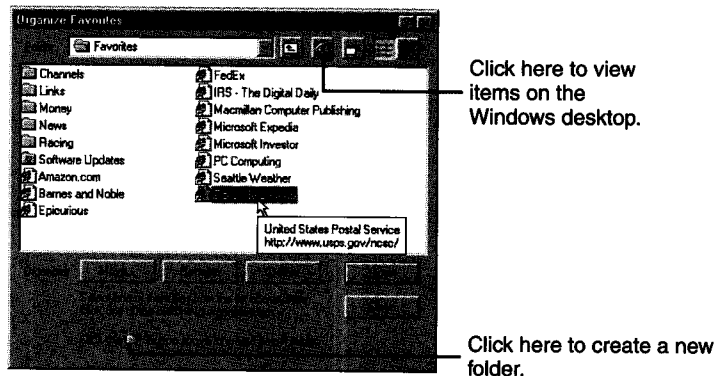 Organize Favorites
Favorites
Channels
Links
Money
News
Racing
Software Updates
Amazon.com
Barnes and Noble
Epicurious
FedEx
IRS - The Digital Daily
Macmillan Computer Publishing
Microsoft Expedia
Microsoft Investor
PC Computing
Seattle Weather
United States Postal Service
http://www.usps.gov/ncsc/
Click here to view
items on the
Windows desktop.
Click here to create a new
folder.